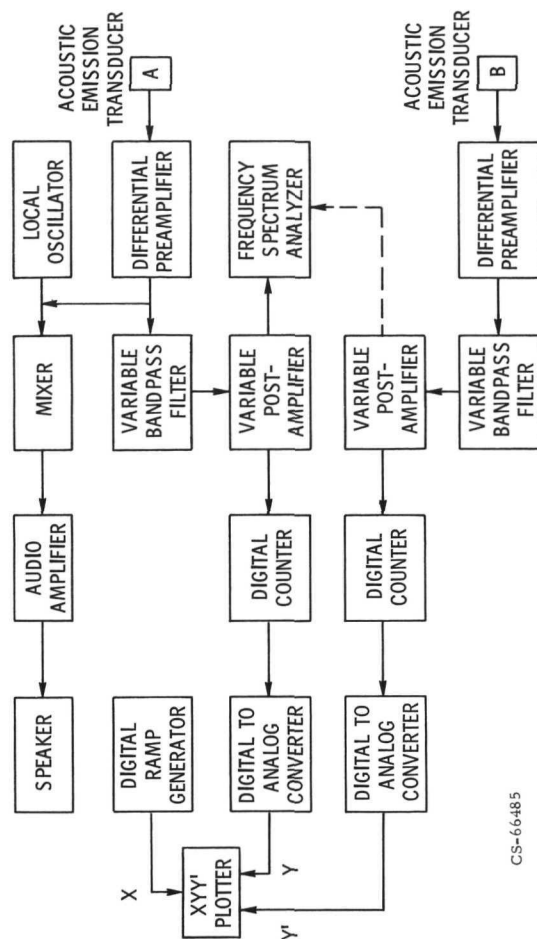 ACOUSTIC
EMISSION
TRANSDUCER
A
LOCAL
OSCILLATOR
DIFFERENTIAL
PREAMPLIFIER
FREQUENCY
SPECTRUM
ANALYZER
ACOUSTIC
EMISSION
TRANSDUCER
B
DIFFERENTIAL
PREAMPLIFIER
MIXER
VARIABLE
BANDPASS
FILTER
VARIABLE
POST-
AMPLIFIER
VARIABLE
POST-
AMPLIFIER
VARIABLE
BANDPASS
FILTER
AUDIO
AMPLIFIER
DIGITAL
COUNTER
DIGITAL
COUNTER
SPEAKER
DIGITAL
RAMP
GENERATOR
DIGITAL TO
ANALOG
CONVERTER
DIGITAL TO
ANALOG
CONVERTER
X
XYY'
PLOTTER
Y
Y'
CS-66485